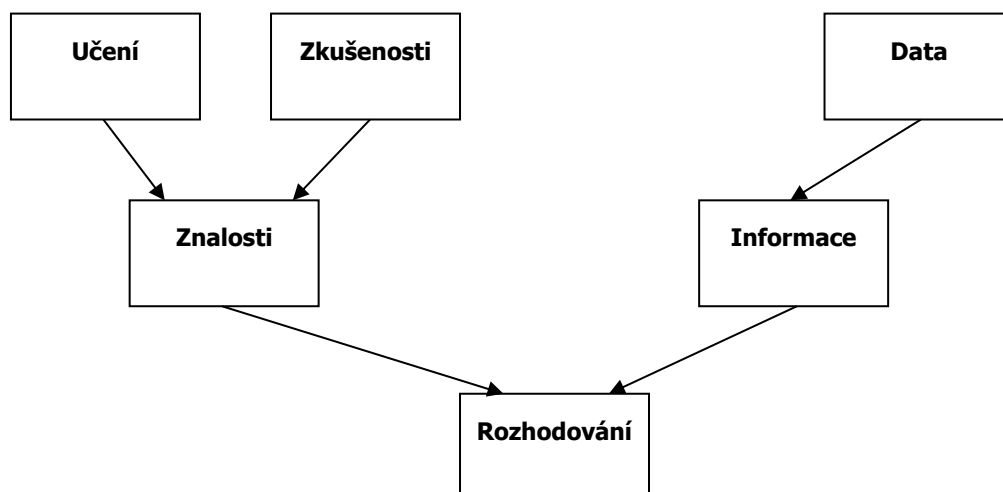 Učení
Zkušenosti
Data
Znalosti
Informace
Rozhodování